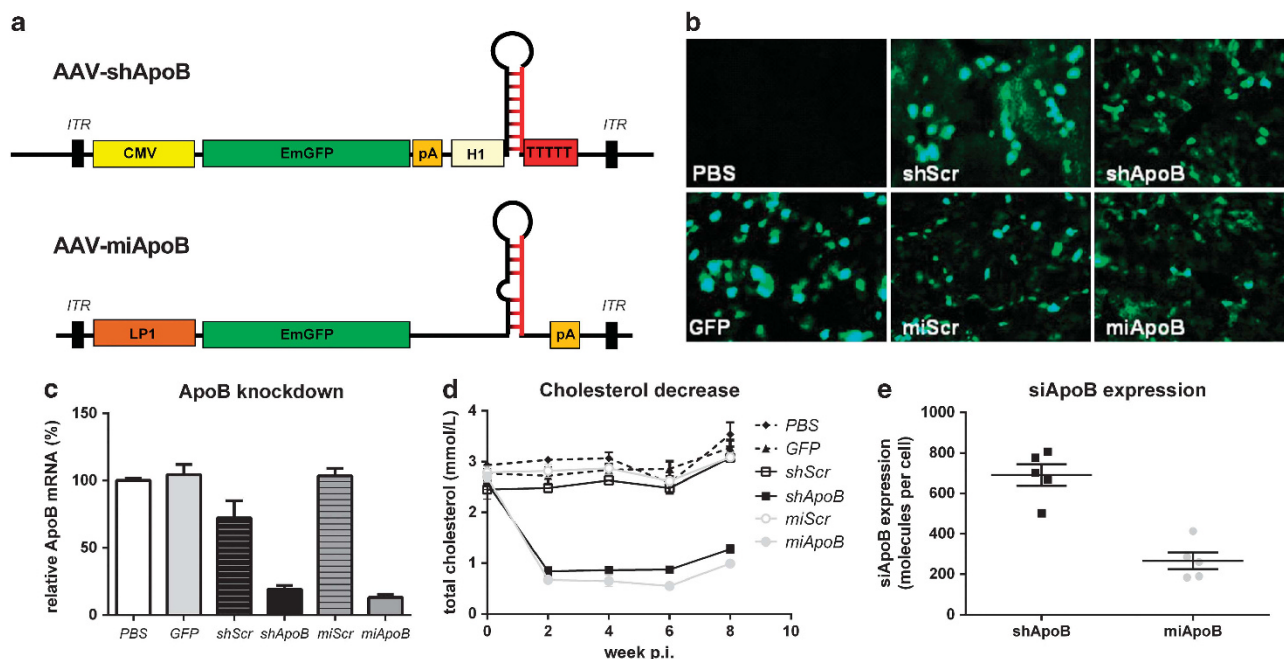 a
AAV-shApoB
ITR
ITR
CMV
EmGFP
pA
H1
TTTTT
AAV-miApoB
ITR
ITR
LP1
EmGFP
pA
b
PBS
shScr
shApoB
GFP
miScr
miApoB
c
ApoB knockdown
relative ApoB mRNA (%)
150
100
50
0
PBS
GFP
shScr
shApoB
miScr
miApoB
d
Cholesterol decrease
total cholesterol (mmol/L)
4
3
2
1
0
0
2
4
6
8
10
week p.i.
PBS
GFP
shScr
shApoB
miScr
miApoB
e
siApoB expression
siApoB expression
(molecules per cell)
1000
800
600
400
200
0
shApoB
miApoB